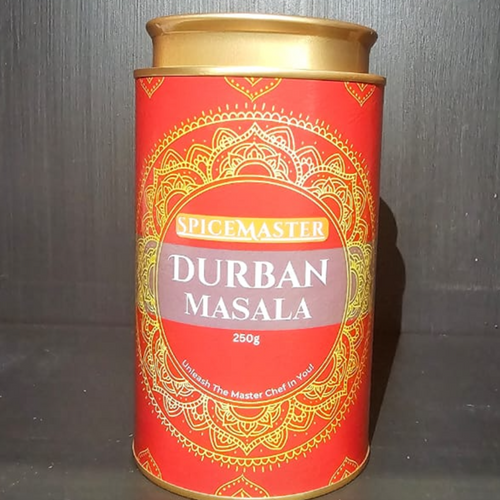 SPICEMASTER
DURBAN
MASALA
250g
Unleash The Master Chef In You!